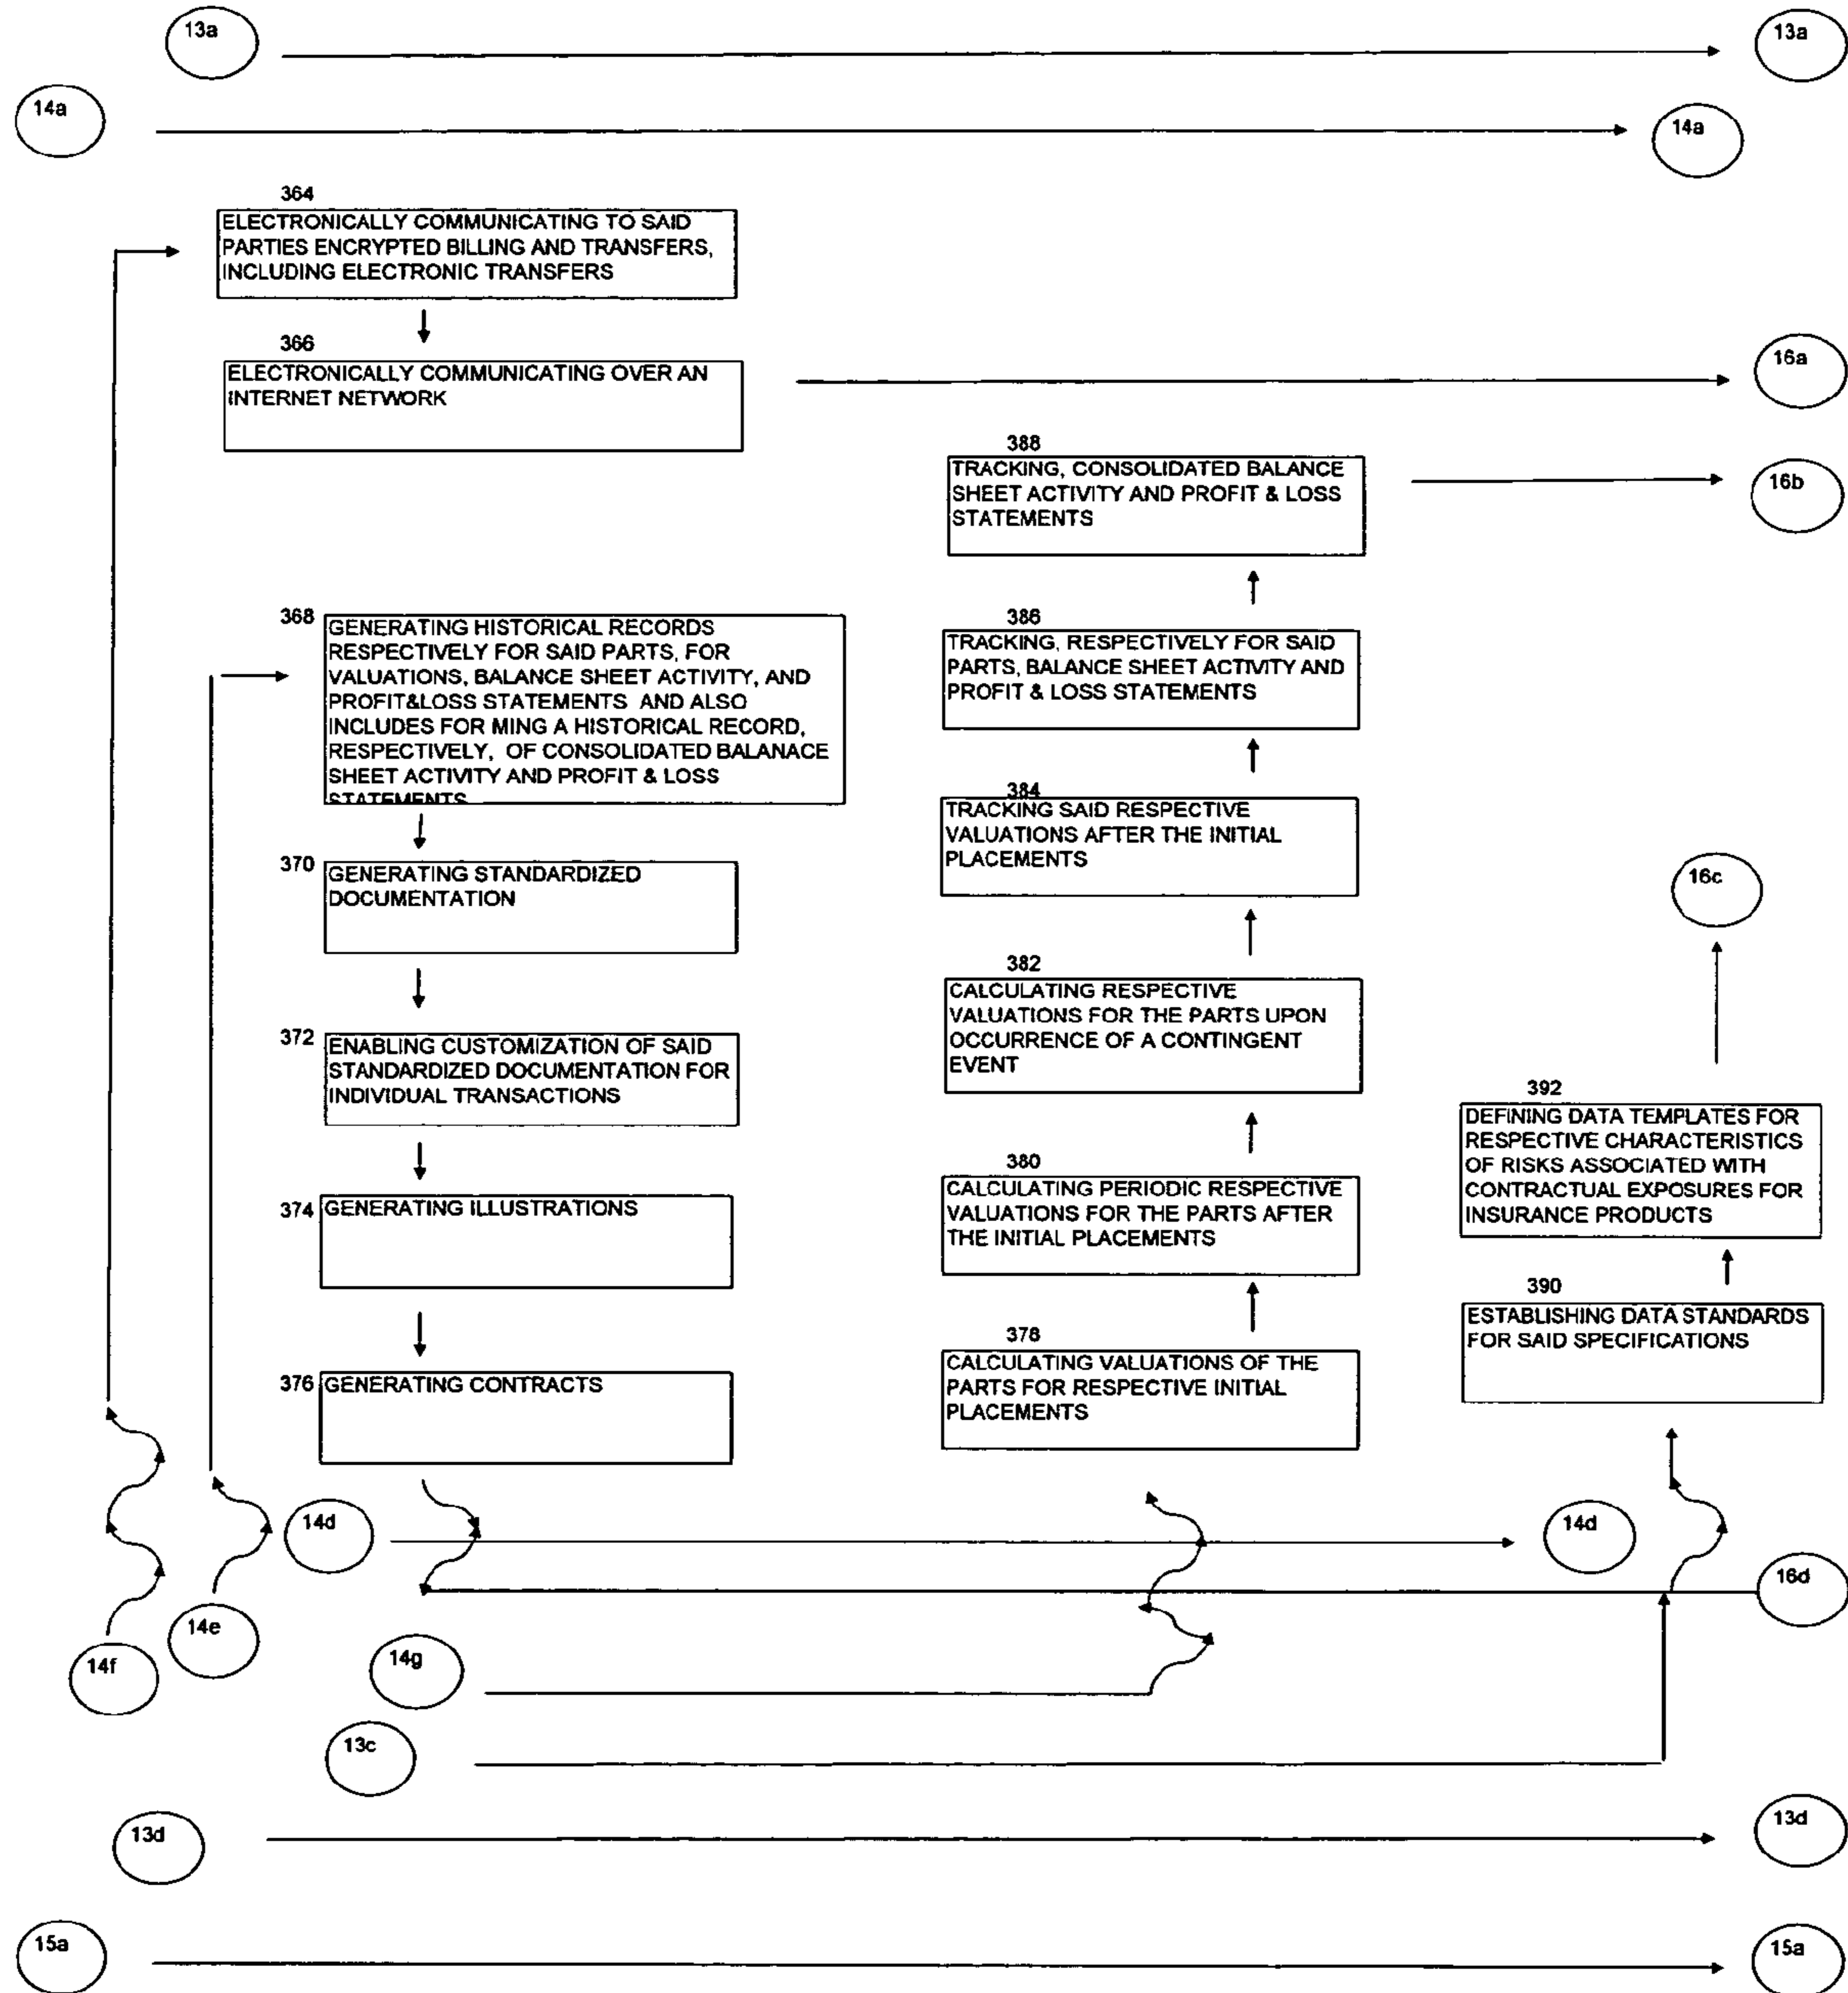 13a
13a
14a
14a
364
ELECTRONICALLY COMMUNICATING TO SAID
PARTIES ENCRYPTED BILLING AND TRANSFERS,
INCLUDING ELECTRONIC TRANSFERS
366
ELECTRONICALLY COMMUNICATING OVER AN
INTERNET NETWORK
16a
388
TRACKING, CONSOLIDATED BALANCE
SHEET ACTIVITY AND PROFIT & LOSS
STATEMENTS
16b
368
GENERATING HISTORICAL RECORDS
RESPECTIVELY FOR SAID PARTS, FOR
VALUATIONS, BALANCE SHEET ACTIVITY, AND
PROFIT&LOSS STATEMENTS AND ALSO
INCLUDES FOR MING A HISTORICAL RECORD,
RESPECTIVELY, OF CONSOLIDATED BALANACE
SHEET ACTIVITY AND PROFIT & LOSS
STATEMENTS
386
TRACKING, RESPECTIVELY FOR SAID
PARTS, BALANCE SHEET ACTIVITY AND
PROFIT & LOSS STATEMENTS
384
TRACKING SAID RESPECTIVE
VALUATIONS AFTER THE INITIAL
PLACEMENTS
370
GENERATING STANDARDIZED
DOCUMENTATION
16c
382
CALCULATING RESPECTIVE
VALUATIONS FOR THE PARTS UPON
OCCURRENCE OF A CONTINGENT
EVENT
372
ENABLING CUSTOMIZATION OF SAID
STANDARDIZED DOCUMENTATION FOR
INDIVIDUAL TRANSACTIONS
392
DEFINING DATA TEMPLATES FOR
RESPECTIVE CHARACTERISTICS
OF RISKS ASSOCIATED WITH
CONTRACTUAL EXPOSURES FOR
INSURANCE PRODUCTS
380
CALCULATING PERIODIC RESPECTIVE
VALUATIONS FOR THE PARTS AFTER
THE INITIAL PLACEMENTS
374
GENERATING ILLUSTRATIONS
390
ESTABLISHING DATA STANDARDS
FOR SAID SPECIFICATIONS
378
CALCULATING VALUATIONS OF THE
PARTS FOR RESPECTIVE INITIAL
PLACEMENTS
376
GENERATING CONTRACTS
14d
14d
16d
14e
14f
14g
13c
13d
13d
15a
15a